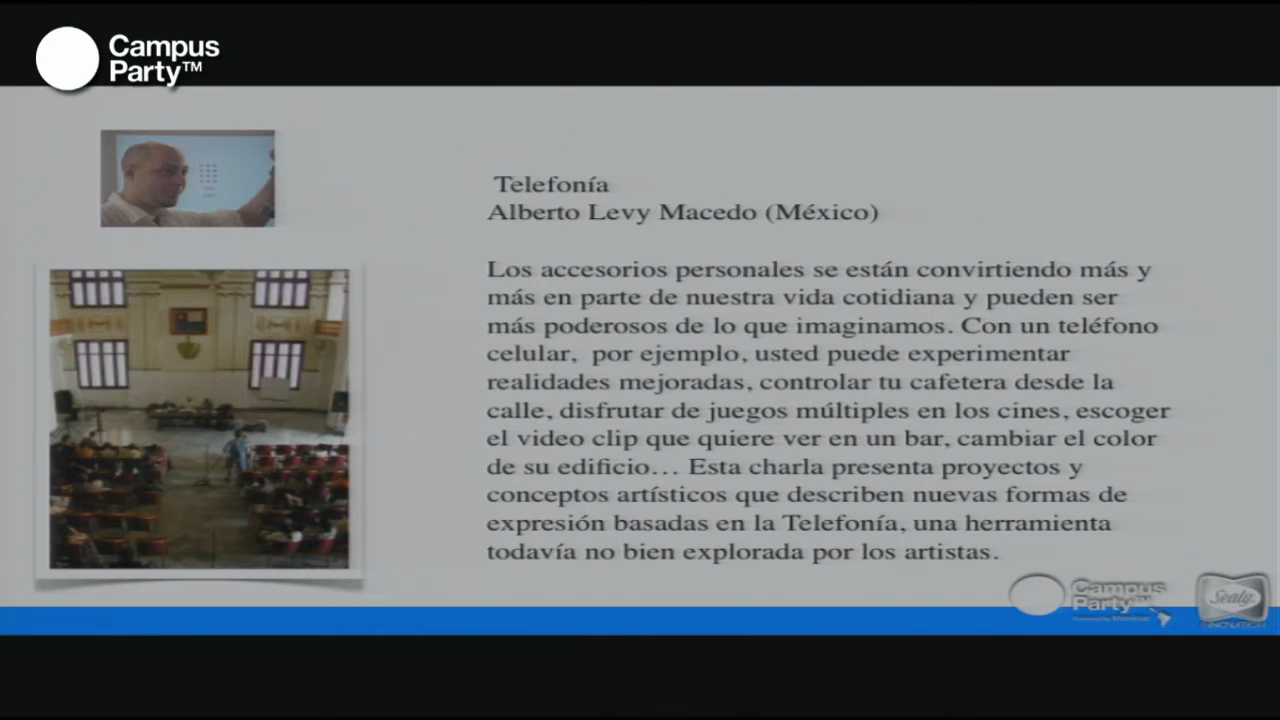 Campus
Party™
Telefonía
Alberto Levy Macedo (México)
Los accesorios personales se están convirtiendo más y
más en parte de nuestra vida cotidiana y pueden ser
más poderosos de lo que imaginamos. Con un teléfono
celular, por ejemplo, usted puede experimentar
realidades mejoradas, controlar tu cafetera desde la
calle, disfrutar de juegos múltiples en los cines, escoger
el video clip que quiere ver en un bar, cambiar el color
de su edificio… Esta charla presenta proyectos y
conceptos artísticos que describen nuevas formas de
expresión basadas en la Telefonía, una herramienta
todavía no bien explorada por los artistas.
Campus
Party™
Sealy